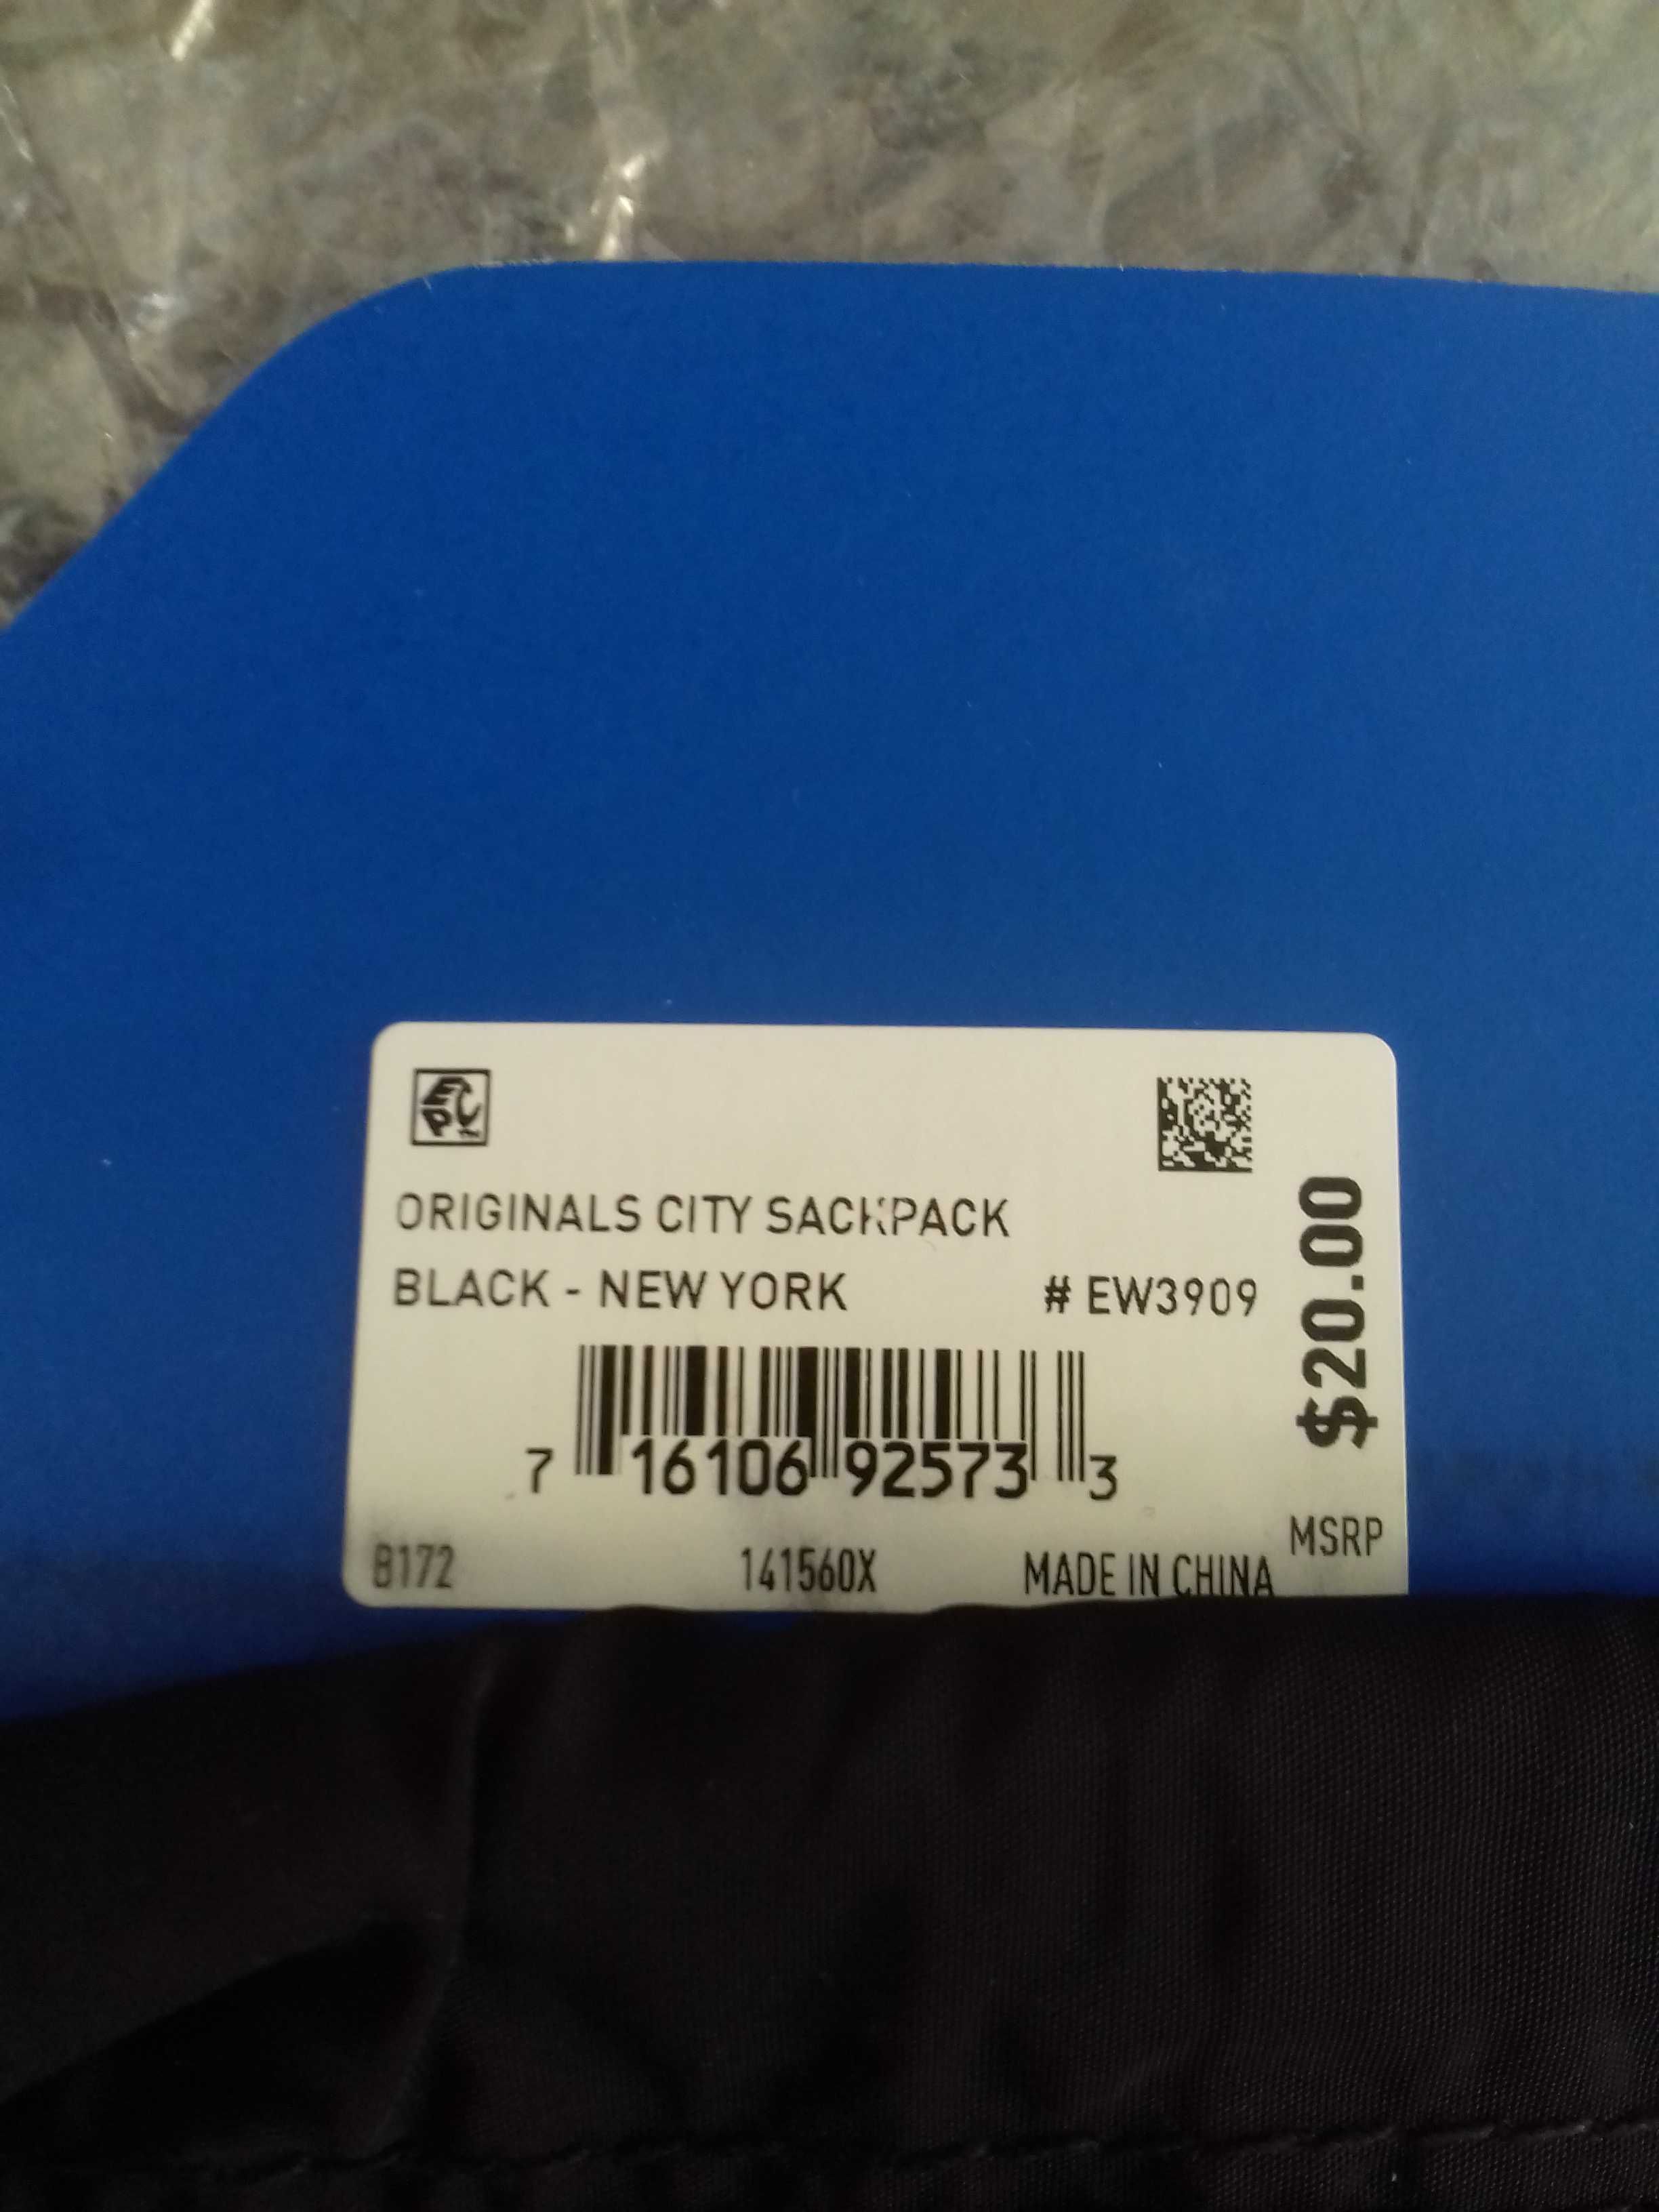 EPC
ORIGINALS CITY SACKPACK
BLACK - NEW YORK # EW3909
7 16106 92573 3
B172 141560X MADE IN CHINA
$20.00
MSRP